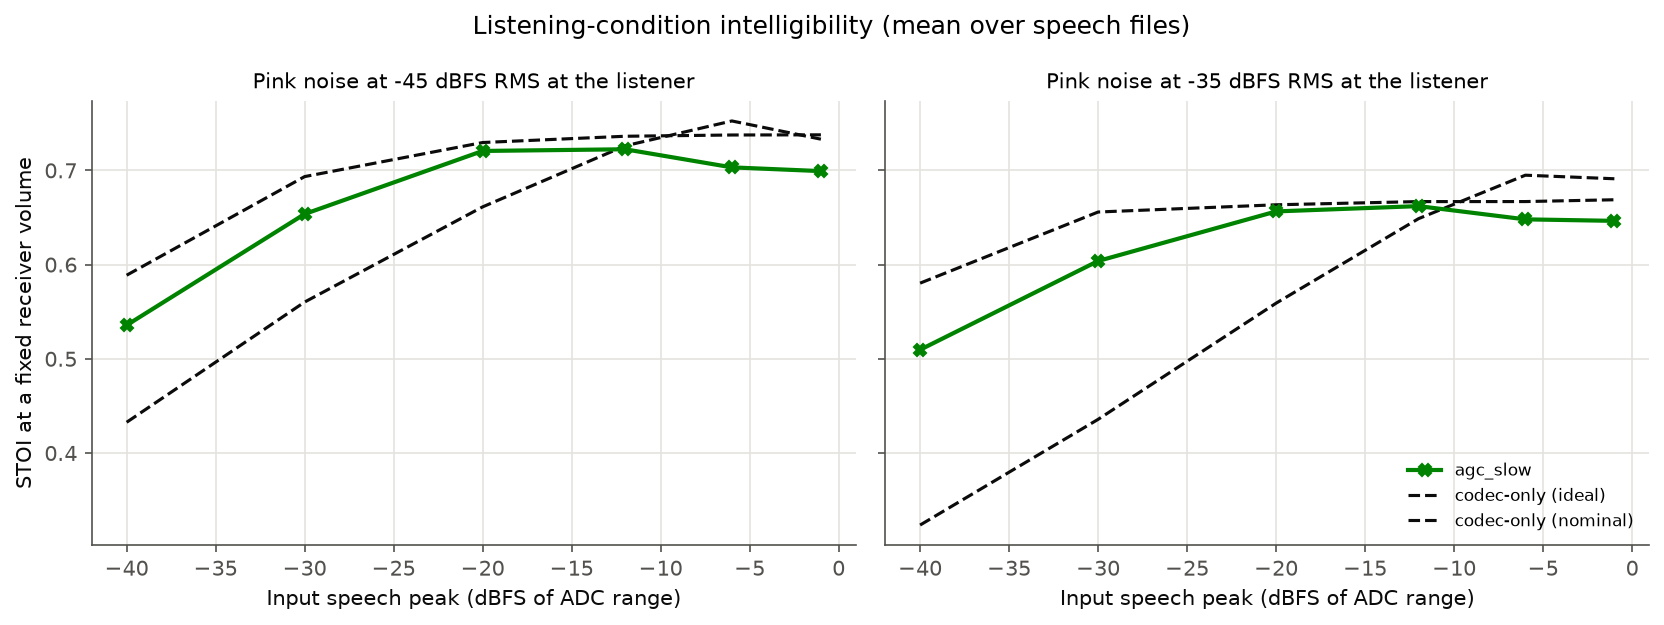 Listening-condition intelligibility (mean over speech files)
Pink noise at -45 dBFS RMS at the listener
Pink noise at -35 dBFS RMS at the listener
STOI at a fixed receiver volume
0.7
0.6
0.5
0.4
−40 −35 −30 −25 −20 −15 −10 −5 0
−40 −35 −30 −25 −20 −15 −10 −5 0
Input speech peak (dBFS of ADC range)
Input speech peak (dBFS of ADC range)
agc_slow
codec-only (ideal)
codec-only (nominal)